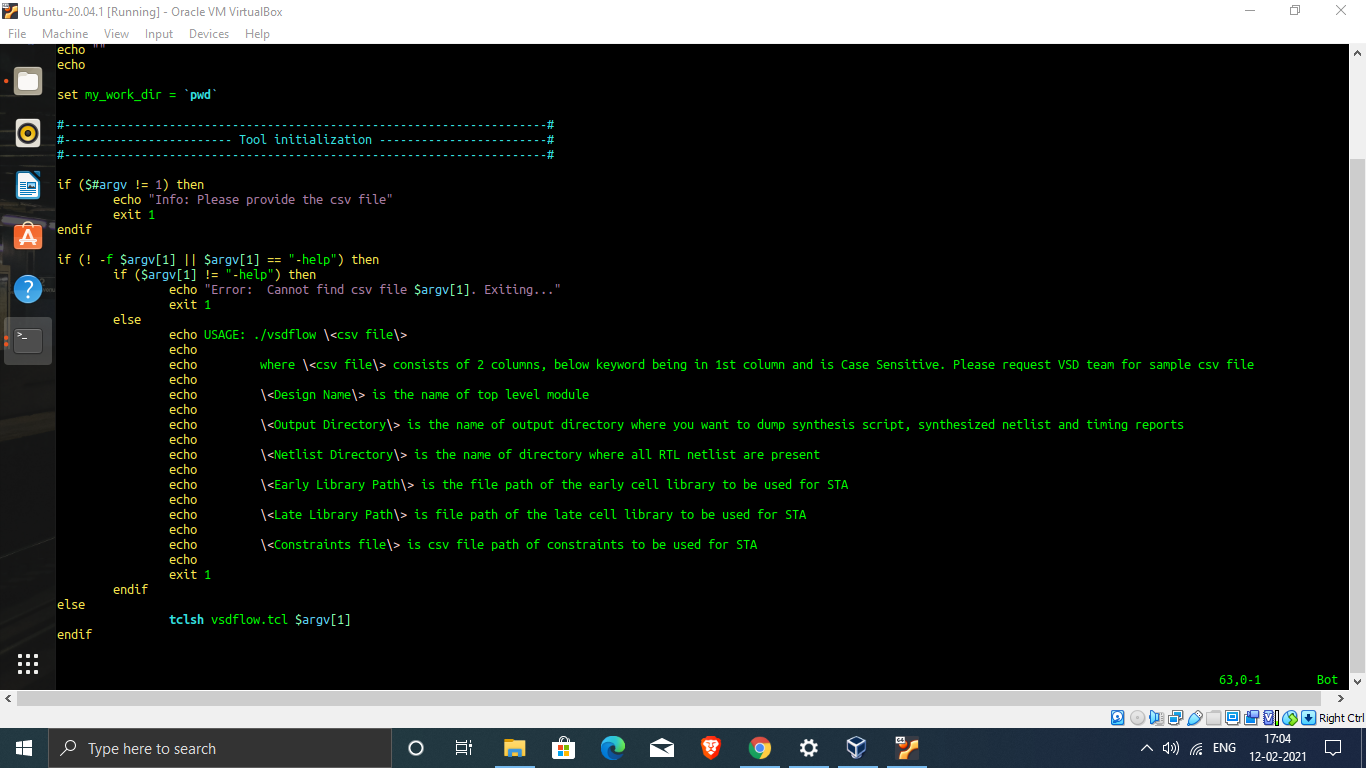 Ubuntu-20.04.1 [Running] - Oracle VM VirtualBox
File Machine View Input Devices Help
echo ""
echo
set my_work_dir = `pwd`
#---------------------------------------------------------------------#
#------------------------ Tool initialization ------------------------#
#---------------------------------------------------------------------#
if ($#argv != 1) then
echo "Info: Please provide the csv file"
exit 1
endif
if (! -f $argv[1] || $argv[1] == "-help") then
if ($argv[1] != "-help") then
echo "Error:  Cannot find csv file $argv[1]. Exiting..."
exit 1
else
echo USAGE: ./vsdflow \<csv file\>
echo
echo where \<csv file\> consists of 2 columns, below keyword being in 1st column and is Case Sensitive. Please request VSD team for sample csv file
echo
echo \<Design Name\> is the name of top level module
echo
echo \<Output Directory\> is the name of output directory where you want to dump synthesis script, synthesized netlist and timing reports
echo
echo \<Netlist Directory\> is the name of directory where all RTL netlist are present
echo
echo \<Early Library Path\> is the file path of the early cell library to be used for STA
echo
echo \<Late Library Path\> is file path of the late cell library to be used for STA
echo
echo \<Constraints file\> is csv file path of constraints to be used for STA
echo
exit 1
endif
else
tclsh vsdflow.tcl $argv[1]
endif
63,0-1 Bot
Right Ctrl
Type here to search
ENG
17:04
12-02-2021